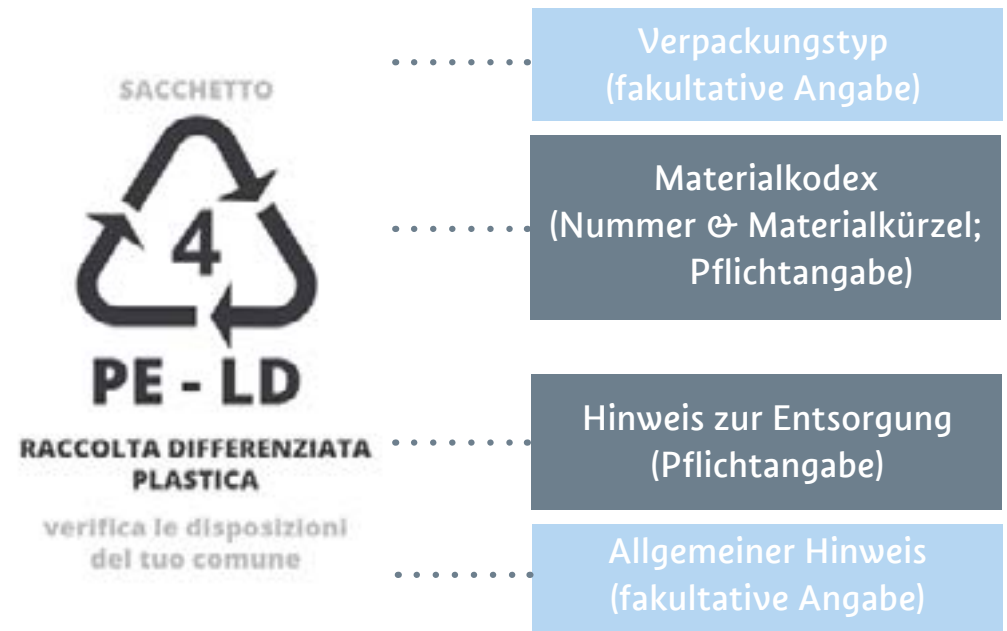 SACCHETTO
4
PE - LD
RACCOLTA DIFFERENZIATA
PLASTICA
verifica le disposizioni
del tuo comune
Verpackungstyp
(fakultative Angabe)
Materialkodex
(Nummer & Materialkürzel;
Pflichtangabe)
Hinweis zur Entsorgung
(Pflichtangabe)
Allgemeiner Hinweis
(fakultative Angabe)